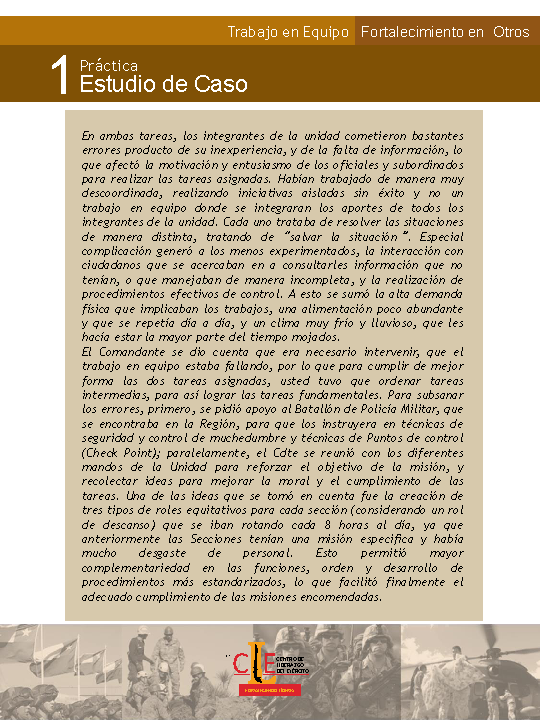 Trabajo en Equipo Fortalecimiento en Otros
1 Práctica
Estudio de Caso
En ambas tareas, los integrantes de la unidad cometieron bastantes
errores producto de su inexperiencia, y de la falta de información, lo
que afectó la motivación y entusiasmo de los oficiales y subordinados
para realizar las tareas asignadas. Habían trabajado de manera muy
descoordinada, realizando iniciativas aisladas sin éxito y no un
trabajo en equipo donde se integraran los aportes de todos los
integrantes de la unidad. Cada uno trataba de resolver las situaciones
de manera distinta, tratando de "salvar la situación". Especial
complicación generó a los menos experimentados, la interacción con
ciudadanos que se acercaban en a consultarles información que no
tenían, o que manejaban de manera incompleta, y la realización de
procedimientos efectivos de control. A esto se sumó la alta demanda
física que implicaban los trabajos, una alimentación poco abundante
y que se repetía día a día, y un clima muy frío y lluvioso, que les
hacía estar la mayor parte del tiempo mojados.
El Comandante se dio cuenta que era necesario intervenir, que el
trabajo en equipo estaba fallando, por lo que para cumplir de mejor
forma las dos tareas asignadas, usted tuvo que ordenar tareas
intermedias, para así lograr las tareas fundamentales. Para subsanar
los errores, primero, se pidió apoyo al Batallón de Policía Militar, que
se encontraba en la Región, para que los instruyera en técnicas de
seguridad y control de muchedumbre y técnicas de Puntos de control
(Check Point); paralelamente, el Cdte se reunió con los diferentes
mandos de la Unidad para reforzar el objetivo de la misión, y
recolectar ideas para mejorar la moral y el cumplimiento de las
tareas. Una de las ideas que se tomó en cuenta fue la creación de
tres tipos de roles equitativos para cada sección (considerando un rol
de descanso) que se iban rotando cada 8 horas al día, ya que
anteriormente las Secciones tenían una misión específica y había
mucho desgaste de personal. Esto permitió mayor
complementariedad en las funciones, orden y desarrollo de
procedimientos más estandarizados, lo que facilitó finalmente el
adecuado cumplimiento de las misiones encomendadas.
CLE
CENTRO DE
LIDERAZGO
DEL EJÉRCITO